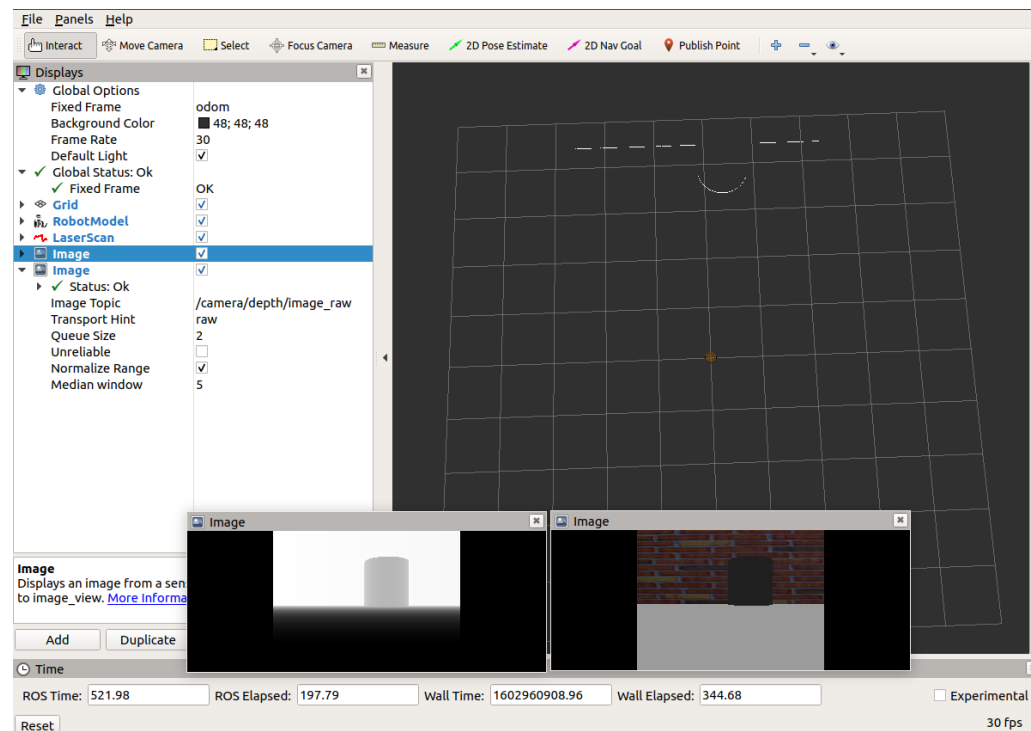 File Panels Help
Interact Move Camera Select Focus Camera Measure 2D Pose Estimate 2D Nav Goal Publish Point
Displays
Global Options
Fixed Frame odom
Background Color 48; 48; 48
Frame Rate 30
Default Light
Global Status: Ok
Fixed Frame OK
Grid
RobotModel
LaserScan
Image
Image
Status: Ok
Image Topic /camera/depth/image_raw
Transport Hint raw
Queue Size 2
Unreliable
Normalize Range
Median window 5
Image
Image
Image
Displays an image from a sen
to image_view. More Informa
Add Duplicate
Time
ROS Time: 521.98 ROS Elapsed: 197.79 Wall Time: 1602960908.96 Wall Elapsed: 344.68 Experimental
Reset 30 fps